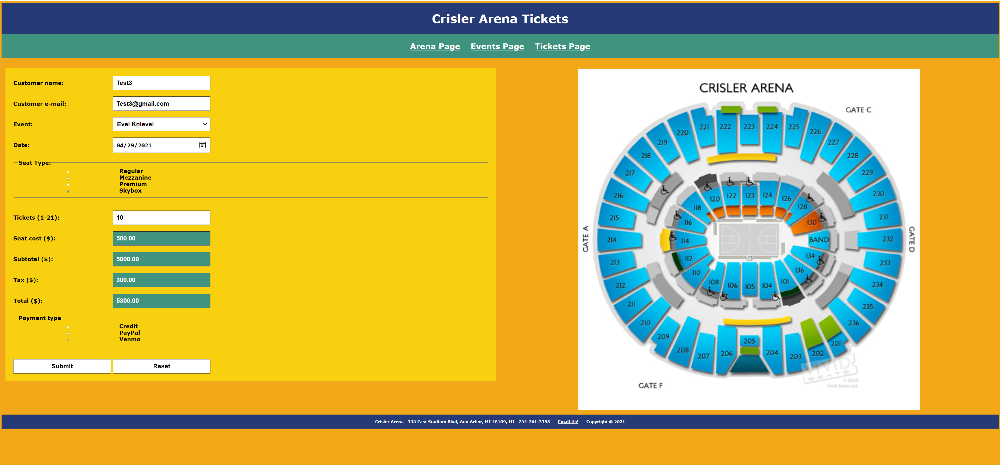 Crisler Arena Tickets
Arena Page Events Page Tickets Page
Customer name: Test3
Customer e-mail: Test3@gmail.com
Event: Evel Knievel
Date: 04/29/2021
Seat Type:
Regular
Mezzanine
Premium
Skybox
Tickets (1-21): 10
Seat cost ($): 500.00
Subtotal ($): 5000.00
Tax ($): 300.00
Total ($): 5300.00
Payment type
Credit
PayPal
Venmo
Submit Reset
CRISLER ARENA
GATE C
221 222 223 224 225
220 226
219 227
218 228
217 229
216 230
215 231
214 232
213 233
212 234
211 235
210 236
209 201
208 202
207 203
206 204
205
120 122 123 124 126
118 128
116 130
114 BAND
112 134
110 136
108 106 105 104 101
GATE A
GATE D
GATE F
VIVID
SEATS
© 2010
Vivid Seats Ltd.
Crisler Arena 333 East Stadium Blvd, Ann Arbor, MI 48109, MI 734-761-3355 Email Us! Copyright © 2021